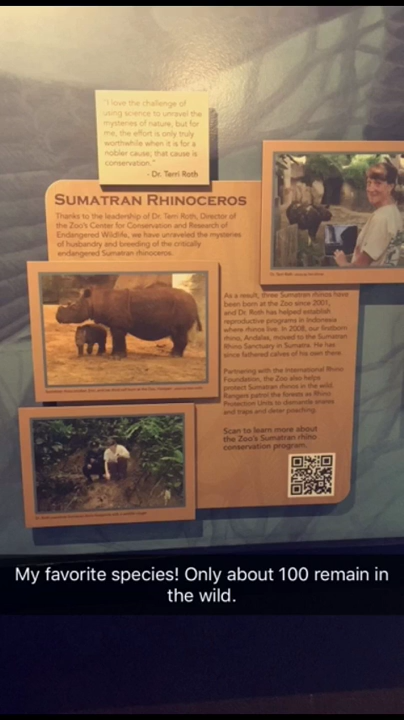 "I love the challenge of
using science to unravel the
mysteries of nature, but for
me, the effort is only truly
worthwhile when it is for a
nobler cause; that cause is
conservation."
- Dr. Terri Roth
SUMATRAN RHINOCEROS
Thanks to the leadership of Dr. Terri Roth, Director of
the Zoo's Center for Conservation and Research of
Endangered Wildlife, we have unraveled the mysteries
of husbandry and breeding of the critically
endangered Sumatran rhinoceros.
As a result, three Sumatran rhinos have
been born at the Zoo since 2001,
and Dr. Roth has helped establish
reproductive programs in Indonesia
where rhinos live. In 2008, our firstborn
rhino, Andalas, moved to the Sumatran
Rhino Sanctuary in Sumatra. He has
since fathered calves of his own there.
Partnering with the International Rhino
Foundation, the Zoo also helps
protect Sumatran rhinos in the wild.
Rangers patrol the forests as Rhino
Protection Units to dismantle snares
and traps and deter poaching.
Scan to learn more about
the Zoo's Sumatran rhino
conservation program.
My favorite species! Only about 100 remain in
the wild.